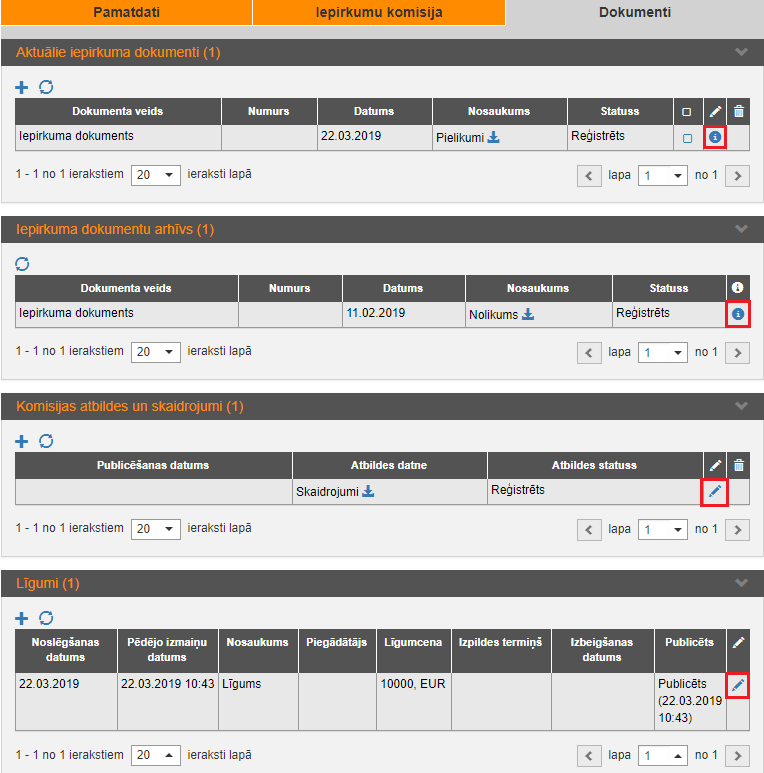 Pamatdati Iepirkumu komisija Dokumenti
Aktuālie iepirkuma dokumenti (1)
Dokumenta veids Numurs Datums Nosaukums Statuss
Iepirkuma dokuments 22.03.2019 Pielikumi Reģistrēts
1 - 1 no 1 ierakstiem 20 ieraksti lapā lapa 1 no 1
Iepirkuma dokumentu arhīvs (1)
Dokumenta veids Numurs Datums Nosaukums Statuss
Iepirkuma dokuments 11.02.2019 Nolikums Reģistrēts
1 - 1 no 1 ierakstiem 20 ieraksti lapā lapa 1 no 1
Komisijas atbildes un skaidrojumi (1)
Publicēšanas datums Atbildes datne Atbildes statuss
Skaidrojumi Reģistrēts
1 - 1 no 1 ierakstiem 20 ieraksti lapā lapa 1 no 1
Līgumi (1)
Noslēgšanas datums Pēdējo izmaiņu datums Nosaukums Piegādātājs Līgumcena Izpildes termiņš Izbeigšanas datums Publicēts
22.03.2019 22.03.2019 10:43 Līgums 10000, EUR Publicēts
(22.03.2019
10:43)
1 - 1 no 1 ierakstiem 20 ieraksti lapā lapa 1 no 1